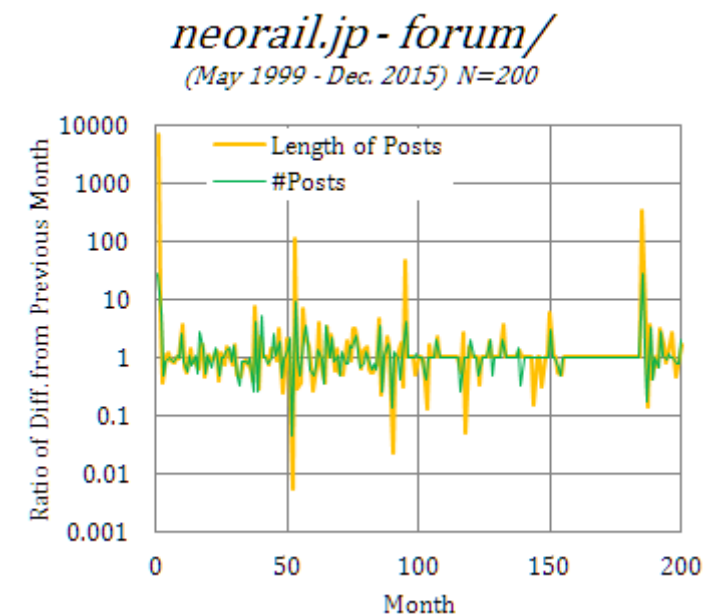 neorail.jp - forum/
(May 1999 - Dec. 2015) N=200
Length of Posts
#Posts
Ratio of Diff. from Previous Month
10000
1000
100
10
1
0.1
0.01
0.001
0 50 100 150 200
Month